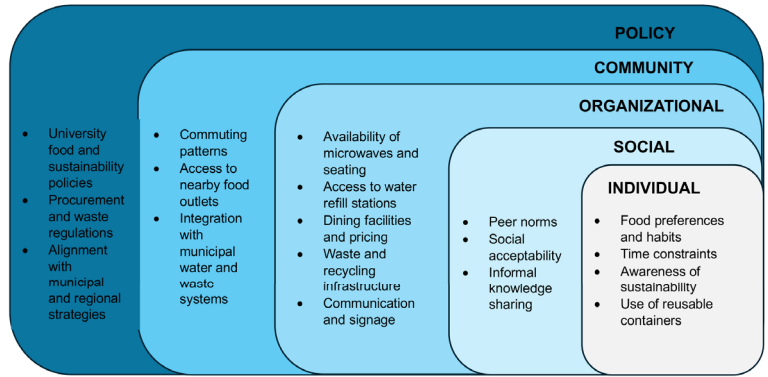 POLICY
COMMUNITY
ORGANIZATIONAL
SOCIAL
INDIVIDUAL
• University
food and
sustainability
policies
• Procurement
and waste
regulations
• Alignment
with
municipal
and regional
strategies
• Commuting
patterns
• Access to
nearby food
outlets
• Integration
with
municipal
water and
waste
systems
• Availability of
microwaves and
seating
• Access to water
refill stations
• Dining facilities
and pricing
• Waste and
recycling
infrastructure
• Communication
and signage
• Peer norms
• Social
acceptability
• Informal
knowledge
sharing
• Food preferences
and habits
• Time constraints
• Awareness of
sustainability
• Use of reusable
containers